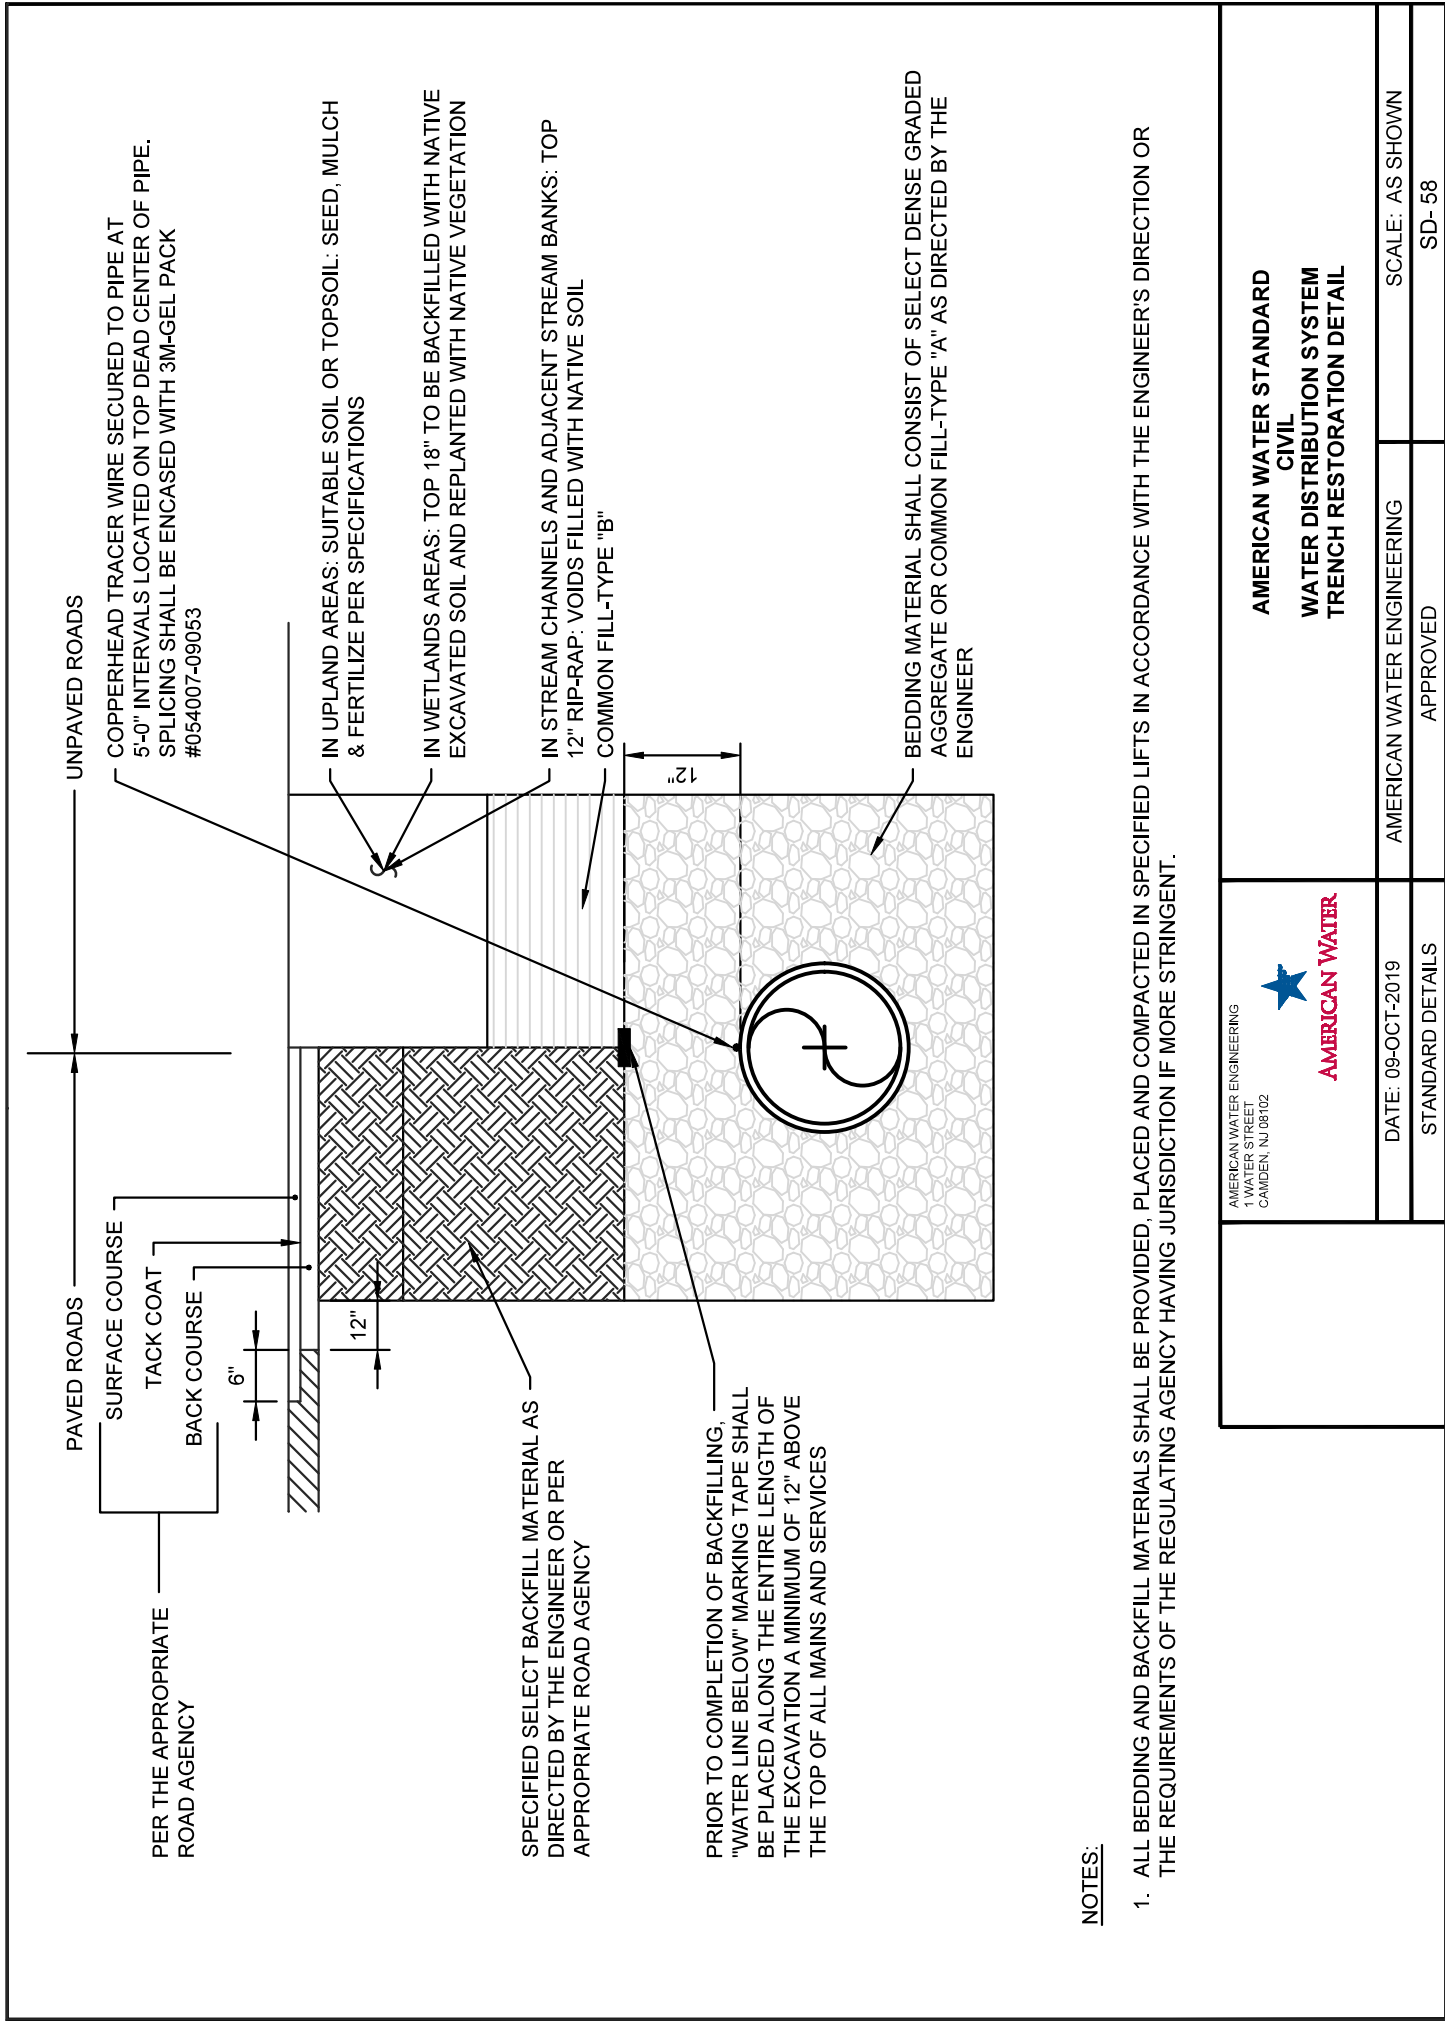 PER THE APPROPRIATE
ROAD AGENCY
PAVED ROADS
SURFACE COURSE
TACK COAT
BACK COURSE
6"
12"
UNPAVED ROADS
COPPERHEAD TRACER WIRE SECURED TO PIPE AT
5'-0" INTERVALS LOCATED ON TOP DEAD CENTER OF PIPE.
SPLICING SHALL BE ENCASED WITH 3M-GEL PACK
#054007-09053
IN UPLAND AREAS: SUITABLE SOIL OR TOPSOIL: SEED, MULCH
& FERTILIZE PER SPECIFICATIONS
IN WETLANDS AREAS: TOP 18" TO BE BACKFILLED WITH NATIVE
EXCAVATED SOIL AND REPLANTED WITH NATIVE VEGETATION
IN STREAM CHANNELS AND ADJACENT STREAM BANKS: TOP
12" RIP-RAP: VOIDS FILLED WITH NATIVE SOIL
COMMON FILL-TYPE "B"
12"
SPECIFIED SELECT BACKFILL MATERIAL AS
DIRECTED BY THE ENGINEER OR PER
APPROPRIATE ROAD AGENCY
PRIOR TO COMPLETION OF BACKFILLING,
"WATER LINE BELOW" MARKING TAPE SHALL
BE PLACED ALONG THE ENTIRE LENGTH OF
THE EXCAVATION A MINIMUM OF 12" ABOVE
THE TOP OF ALL MAINS AND SERVICES
BEDDING MATERIAL SHALL CONSIST OF SELECT DENSE GRADED
AGGREGATE OR COMMON FILL-TYPE "A" AS DIRECTED BY THE
ENGINEER
NOTES:
1. ALL BEDDING AND BACKFILL MATERIALS SHALL BE PROVIDED, PLACED AND COMPACTED IN SPECIFIED LIFTS IN ACCORDANCE WITH THE ENGINEER'S DIRECTION OR
THE REQUIREMENTS OF THE REGULATING AGENCY HAVING JURISDICTION IF MORE STRINGENT.
AMERICAN WATER ENGINEERING
1 WATER STREET
CAMDEN, NJ 08102
AMERICAN WATER
AMERICAN WATER STANDARD
CIVIL
WATER DISTRIBUTION SYSTEM
TRENCH RESTORATION DETAIL
DATE: 09-OCT-2019
AMERICAN WATER ENGINEERING
SCALE: AS SHOWN
STANDARD DETAILS
APPROVED
SD- 58